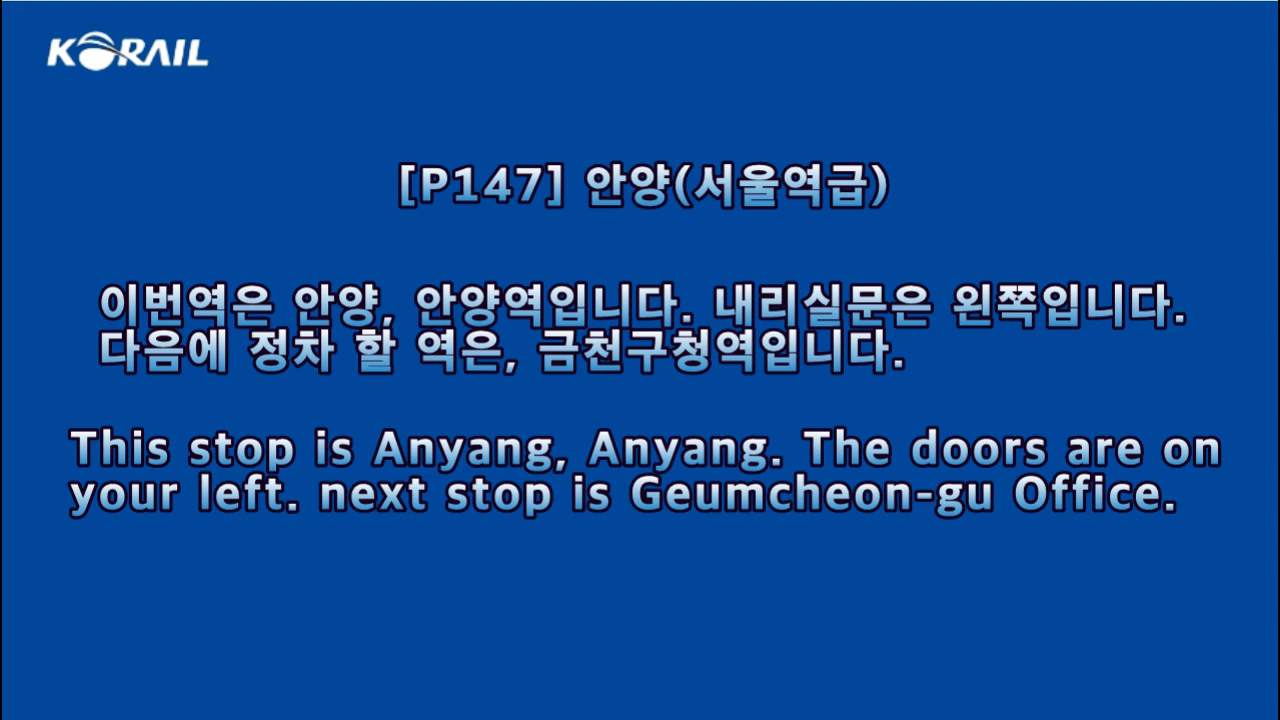 KORAIL
[P147] 안양(서울역급)
이번역은 안양, 안양역입니다. 내리실문은 왼쪽입니다.
다음에 정차 할 역은, 금천구청역입니다.
This stop is Anyang, Anyang. The doors are on
your left. next stop is Geumcheon-gu Office.